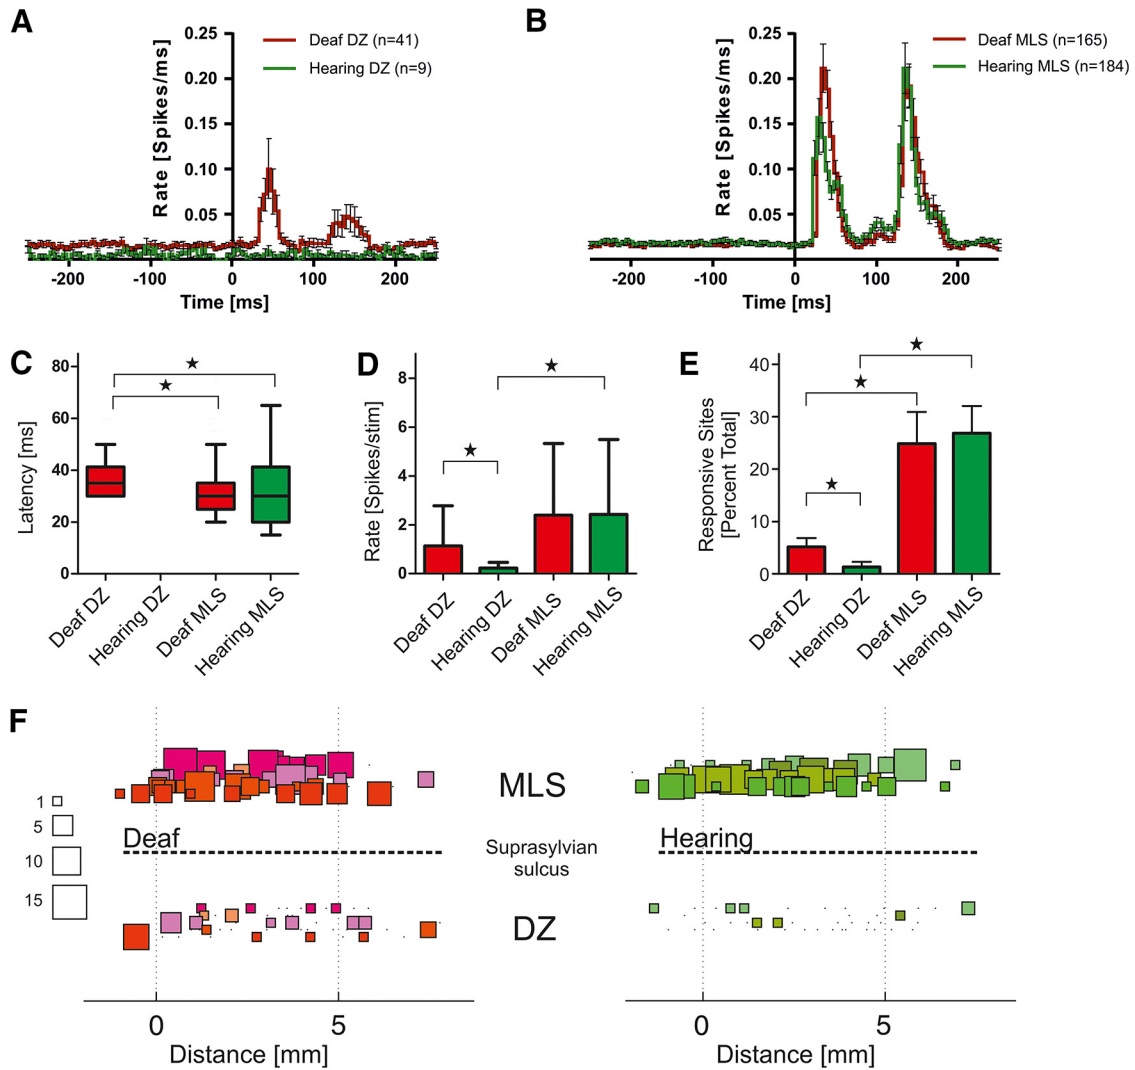 A
0.25
0.20
0.15
0.10
0.05
Rate [Spikes/ms]
Deaf DZ (n=41)
Hearing DZ (n=9)
-200
-100
0
100
200
Time [ms]
B
0.25
0.20
0.15
0.10
0.05
Rate [Spikes/ms]
Deaf MLS (n=165)
Hearing MLS (n=184)
-200
-100
0
100
200
Time [ms]
C
80
60
40
20
0
Latency [ms]
★
★
Deaf DZ
Hearing DZ
Deaf MLS
Hearing MLS
D
8
6
4
2
0
Rate [Spikes/stim]
★
★
Deaf DZ
Hearing DZ
Deaf MLS
Hearing MLS
E
40
30
20
10
0
Responsive Sites
[Percent Total]
★
★
★
Deaf DZ
Hearing DZ
Deaf MLS
Hearing MLS
F
1
5
10
15
Deaf
MLS
Suprasylvian
sulcus
DZ
Hearing
0
5
Distance [mm]
0
5
Distance [mm]